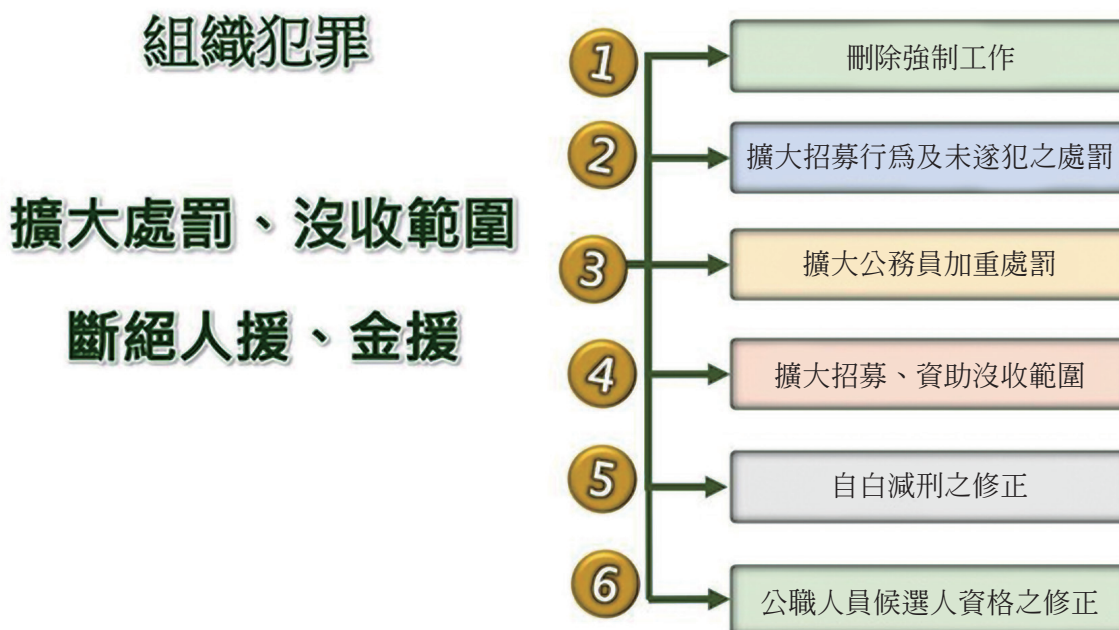 組織犯罪
擴大處罰、沒收範圍
斷絕人援、金援
1
刪除強制工作
2
擴大招募行為及未遂犯之處罰
3
擴大公務員加重處罰
4
擴大招募、資助沒收範圍
5
自白減刑之修正
6
公職人員候選人資格之修正